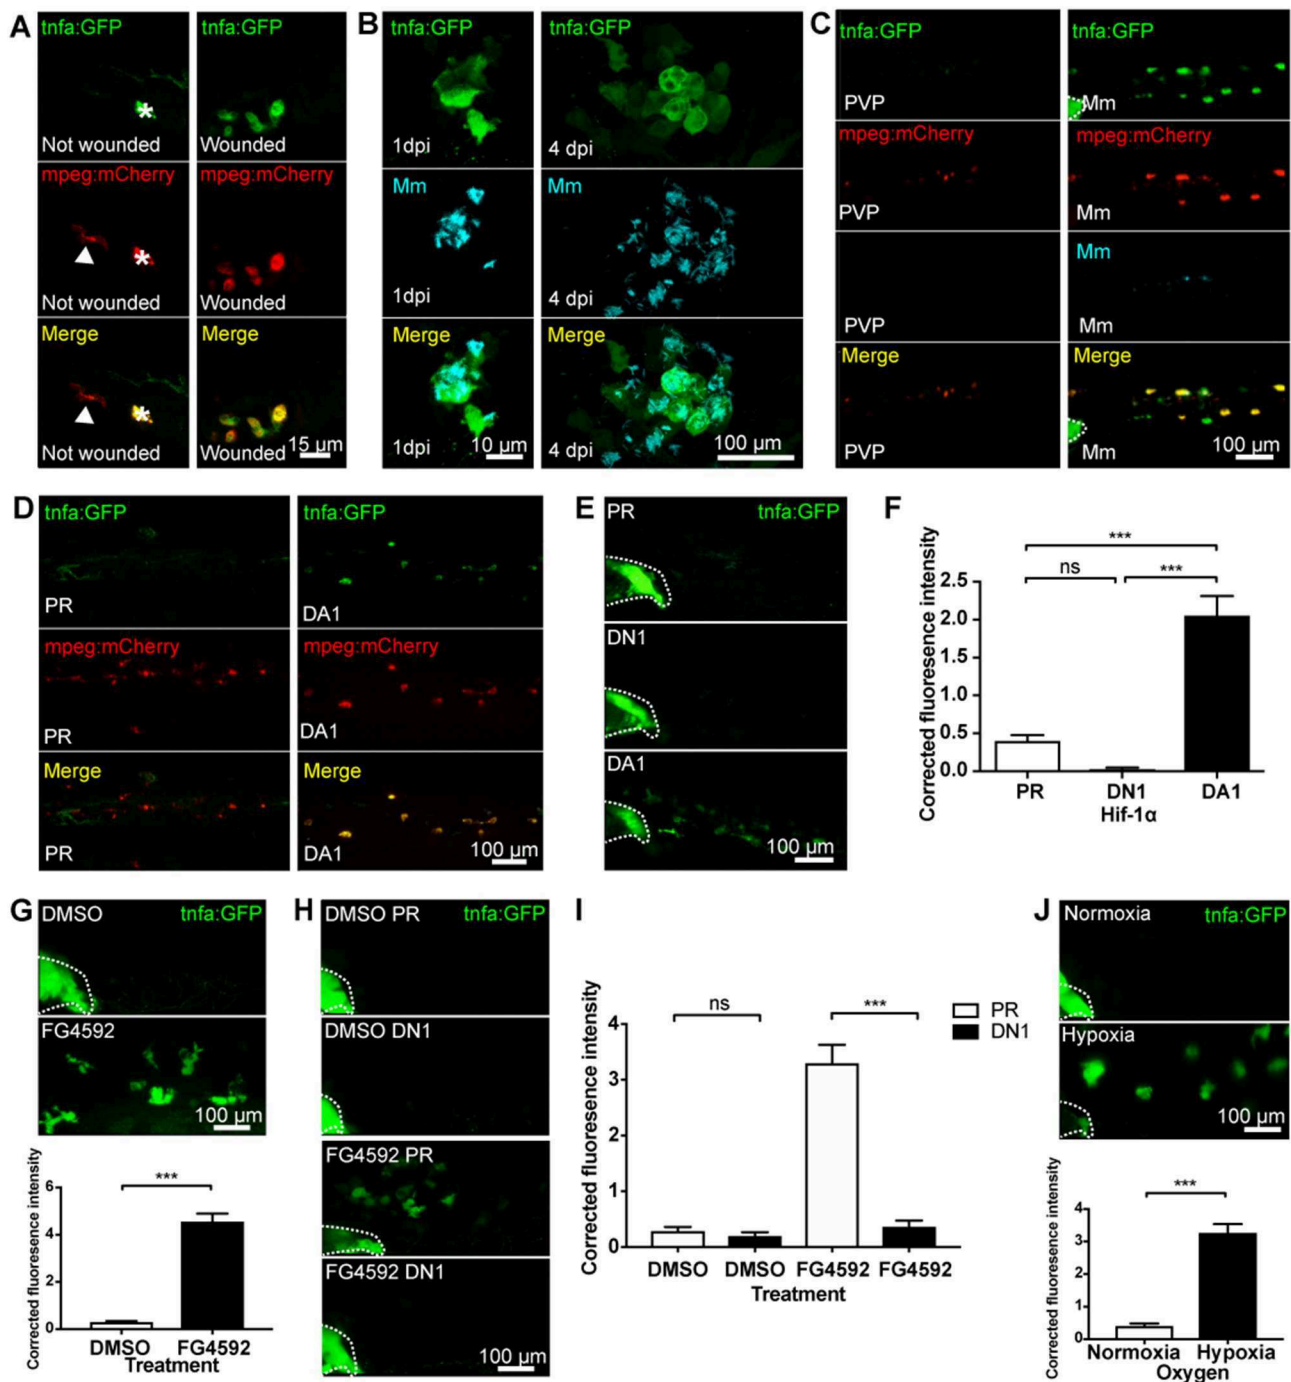 A
tnfa:GFP
Not wounded
mpeg:mCherry
Not wounded
Merge
Not wounded
tnfa:GFP
Wounded
mpeg:mCherry
Wounded
Merge
Wounded
15 µm
B
tnfa:GFP
1dpi
Mm
1dpi
Merge
1dpi
10 µm
tnfa:GFP
4 dpi
4 dpi
Merge
4 dpi
100 µm
C
tnfa:GFP
PVP
mpeg:mCherry
PVP
PVP
Merge
PVP
tnfa:GFP
Mm
mpeg:mCherry
Mm
Mm
Mm
Merge
Mm
100 µm
D
tnfa:GFP
PR
mpeg:mCherry
PR
Merge
PR
tnfa:GFP
DA1
mpeg:mCherry
DA1
Merge
DA1
100 µm
E
PR tnfa:GFP
DN1
DA1
100 µm
F
Corrected fluoresence intensity
2.5
2.0
1.5
1.0
0.5
0.0
***
ns ***
PR DN1 DA1
Hif-1α
G
DMSO tnfa:GFP
FG4592
100 µm
Corrected fluoresence intensity
6
4
2
0
***
DMSO FG4592
Treatment
H
DMSO PR tnfa:GFP
DMSO DN1
FG4592 PR
FG4592 DN1
100 µm
I
Corrected fluoresence intensity
4
3
2
1
0
ns ***
PR
DN1
DMSO DMSO FG4592 FG4592
Treatment
J
Normoxia tnfa:GFP
Hypoxia
100 µm
Corrected fluoresence intensity
4
3
2
1
0
***
Normoxia Hypoxia
Oxygen